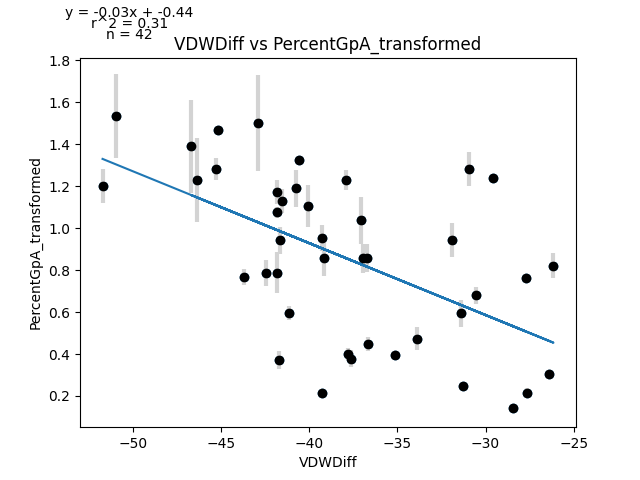 y = -0.03x + -0.44
r^2 = 0.31
n = 42
VDWDiff vs PercentGpA_transformed
1.8
1.6
1.4
1.2
1.0
0.8
0.6
0.4
0.2
PercentGpA_transformed
−50
−45
−40
−35
−30
−25
VDWDiff